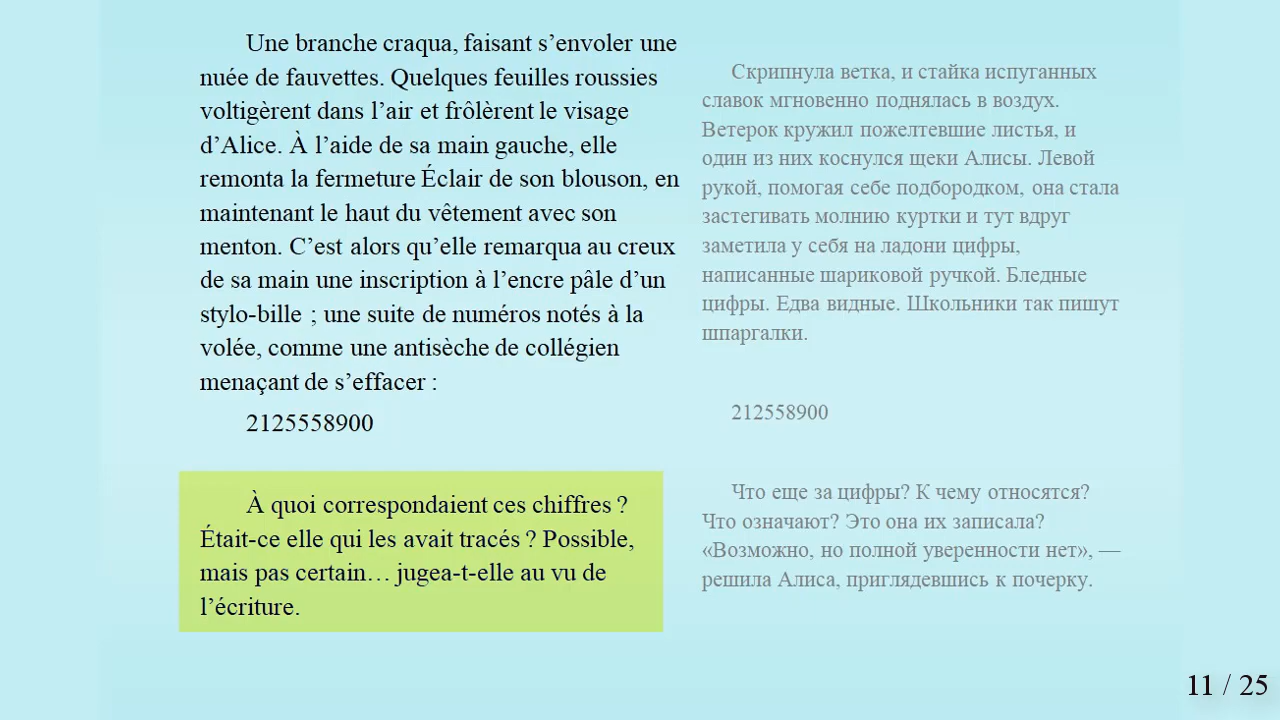 Une branche craqua, faisant s’envoler une
nuée de fauvettes. Quelques feuilles roussies
voltigèrent dans l’air et frôlèrent le visage
d’Alice. À l’aide de sa main gauche, elle
remonta la fermeture Éclair de son blouson, en
maintenant le haut du vêtement avec son
menton. C’est alors qu’elle remarqua au creux
de sa main une inscription à l’encre pâle d’un
stylo-bille ; une suite de numéros notés à la
volée, comme une antisèche de collégien
menaçant de s’effacer :
2125558900
À quoi correspondaient ces chiffres ?
Était-ce elle qui les avait tracés ? Possible,
mais pas certain… jugea-t-elle au vu de
l’écriture.
Скрипнула ветка, и стайка испуганных
славок мгновенно поднялась в воздух.
Ветерок кружил пожелтевшие листья, и
один из них коснулся щеки Алисы. Левой
рукой, помогая себе подбородком, она стала
застегивать молнию куртки и тут вдруг
заметила у себя на ладони цифры,
написанные шариковой ручкой. Бледные
цифры. Едва видные. Школьники так пишут
шпаргалки.
212558900
Что еще за цифры? К чему относятся?
Что означают? Это она их записала?
«Возможно, но полной уверенности нет», —
решила Алиса, приглядевшись к почерку.
11 / 25